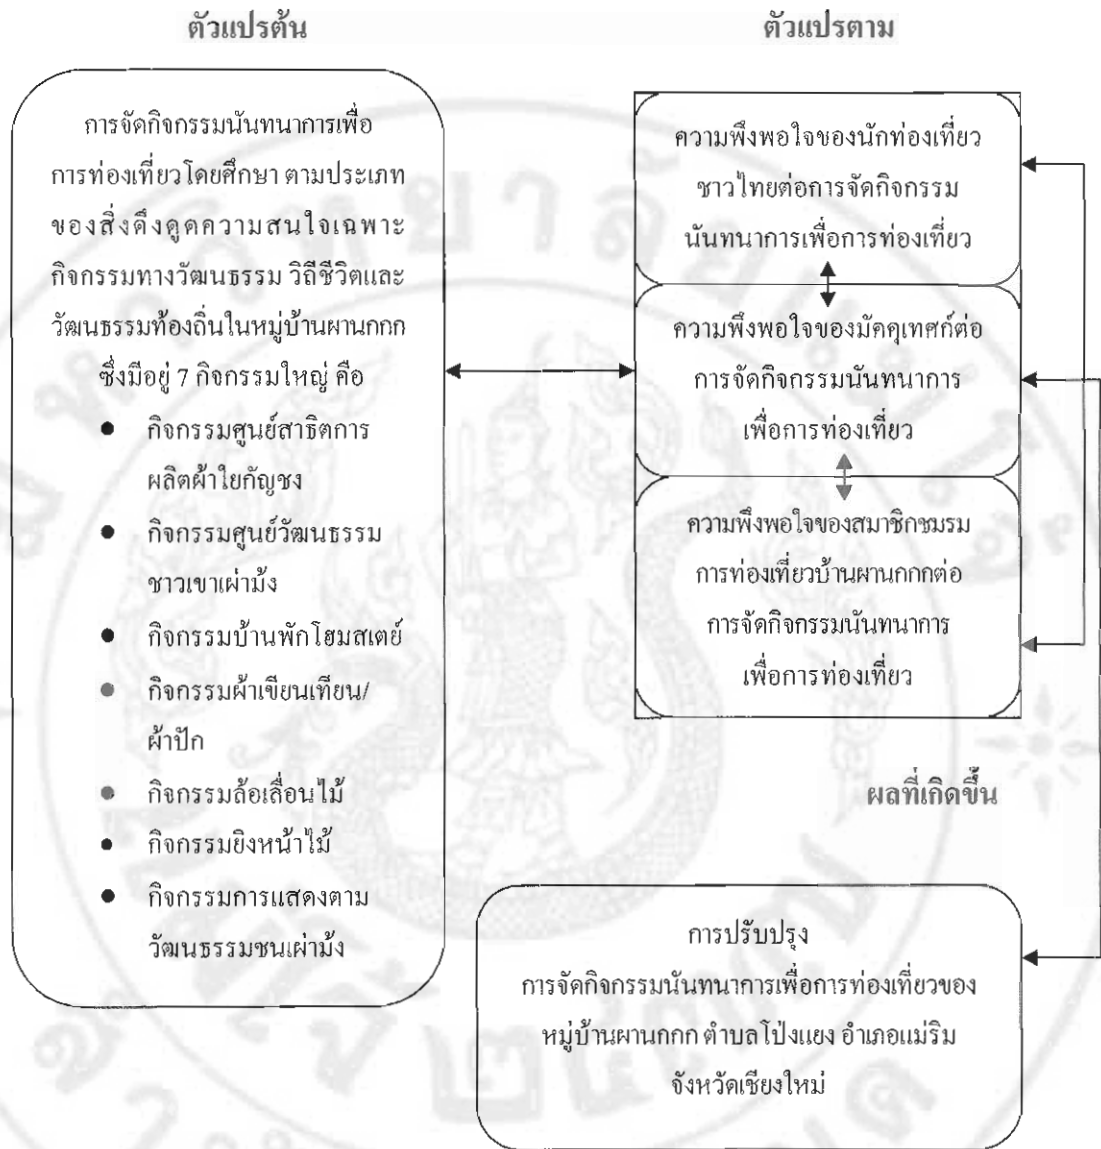 ตัวแปรต้น
การจัดกิจกรรมนันทนาการเพื่อ
การท่องเที่ยวโดยศึกษา ตามประเภท
ของสิ่งดึงดูดความสนใจเฉพาะ
กิจกรรมทางวัฒนธรรม วิถีชีวิตและ
วัฒนธรรมท้องถิ่นในหมู่บ้านผานกกก
ซึ่งมีอยู่ 7 กิจกรรมใหญ่ คือ
● กิจกรรมศูนย์สาธิตการ
ผลิตผ้าใยกัญชง
● กิจกรรมศูนย์วัฒนธรรม
ชาวเขาเผ่าม้ง
● กิจกรรมบ้านพักโฮมสเตย์
● กิจกรรมผ้าเขียนเทียน/
ผ้าปัก
● กิจกรรมล้อเลื่อนไม้
● กิจกรรมยิงหน้าไม้
● กิจกรรมการแสดงตาม
วัฒนธรรมชนเผ่าม้ง
ตัวแปรตาม
ความพึงพอใจของนักท่องเที่ยว
ชาวไทยต่อการจัดกิจกรรม
นันทนาการเพื่อการท่องเที่ยว
ความพึงพอใจของมัคคุเทศก์ต่อ
การจัดกิจกรรมนันทนาการ
เพื่อการท่องเที่ยว
ความพึงพอใจของสมาชิกชมรม
การท่องเที่ยวบ้านผานกกกต่อ
การจัดกิจกรรมนันทนาการ
เพื่อการท่องเที่ยว
ผลที่เกิดขึ้น
การปรับปรุง
การจัดกิจกรรมนันทนาการเพื่อการท่องเที่ยวของ
หมู่บ้านผานกกก ตำบลโป่งแยง อำเภอแม่ริม
จังหวัดเชียงใหม่